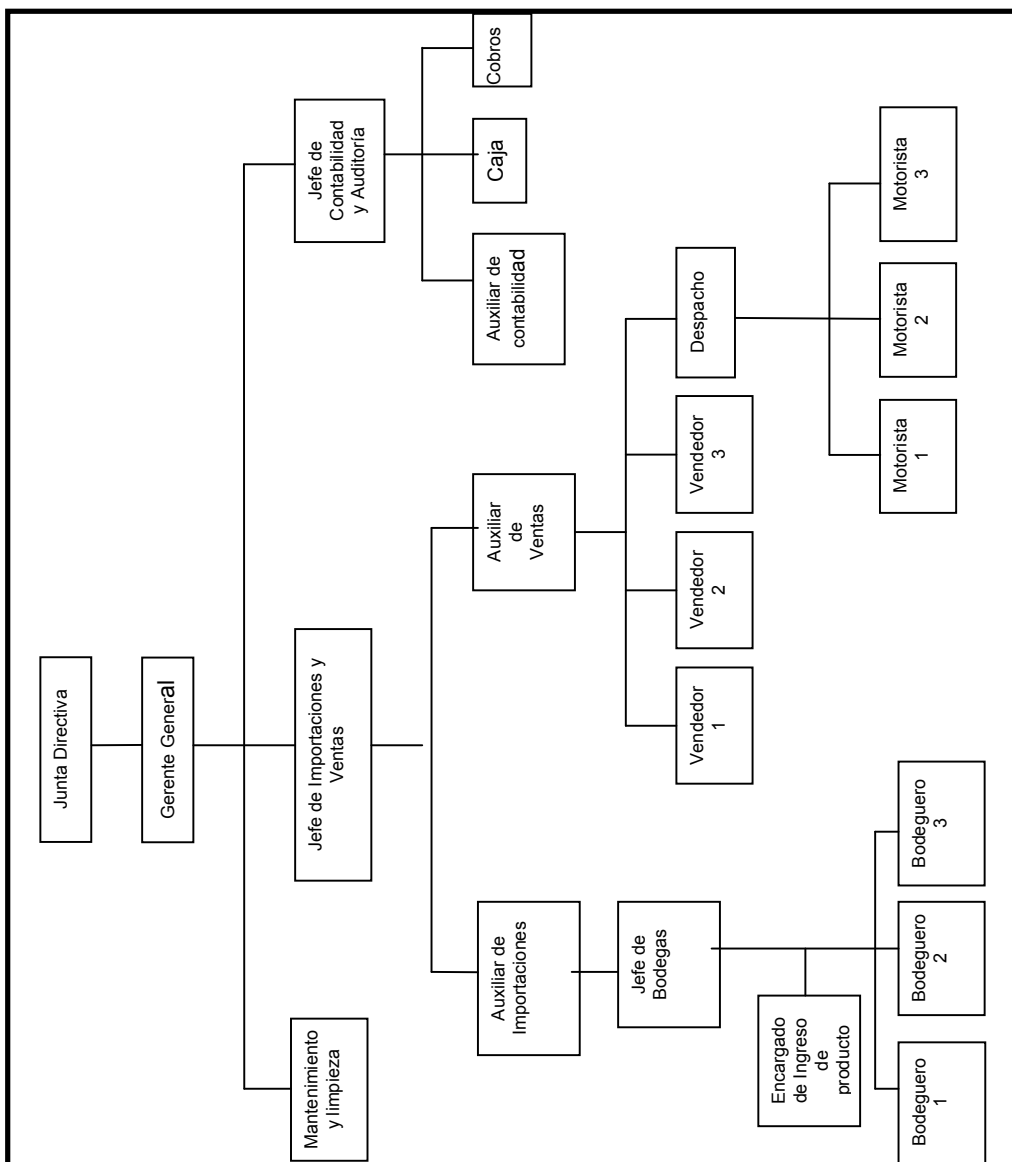 Junta Directiva
Gerente General
Mantenimiento
y limpieza
Jefe de Importaciones y
Ventas
Jefe de
Contabilidad
y Auditoría
Auxiliar de
Importaciones
Auxiliar
de
Ventas
Auxiliar de
contabilidad
Caja
Cobros
Jefe de
Bodegas
Vendedor
1
Vendedor
2
Vendedor
3
Despacho
Encargado
de Ingreso
de
producto
Bodeguero
1
Bodeguero
2
Bodeguero
3
Motorista
1
Motorista
2
Motorista
3